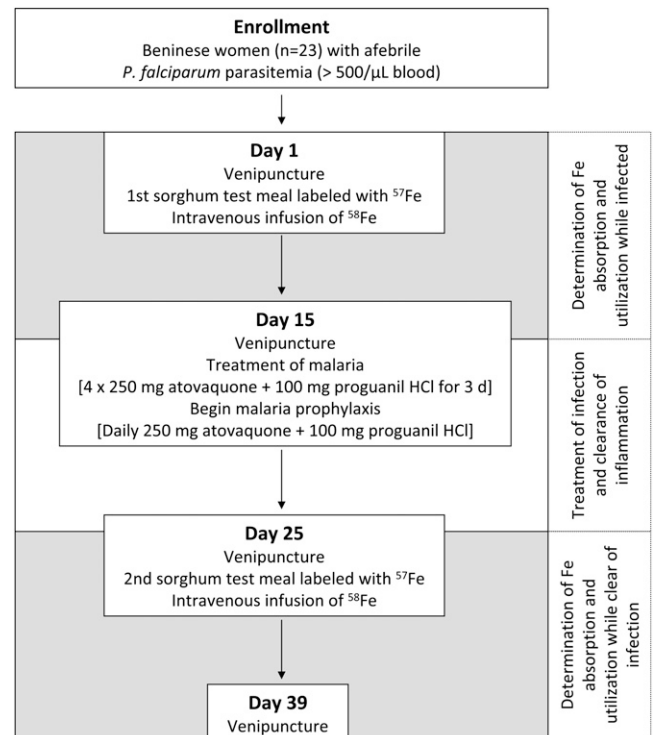 Enrollment
Beninese women (n=23) with afebrile
P. falciparum parasitemia (> 500/µL blood)
Day 1
Venipuncture
1st sorghum test meal labeled with ⁵⁷Fe
Intravenous infusion of ⁵⁸Fe
Determination of Fe
absorption and
utilization while infected
Day 15
Venipuncture
Treatment of malaria
[4 x 250 mg atovaquone + 100 mg proguanil HCl for 3 d]
Begin malaria prophylaxis
[Daily 250 mg atovaquone + 100 mg proguanil HCl]
Treatment of infection
and clearance of
inflammation
Day 25
Venipuncture
2nd sorghum test meal labeled with ⁵⁷Fe
Intravenous infusion of ⁵⁸Fe
Determination of Fe
absorption and
utilization while clear of
infection
Day 39
Venipuncture